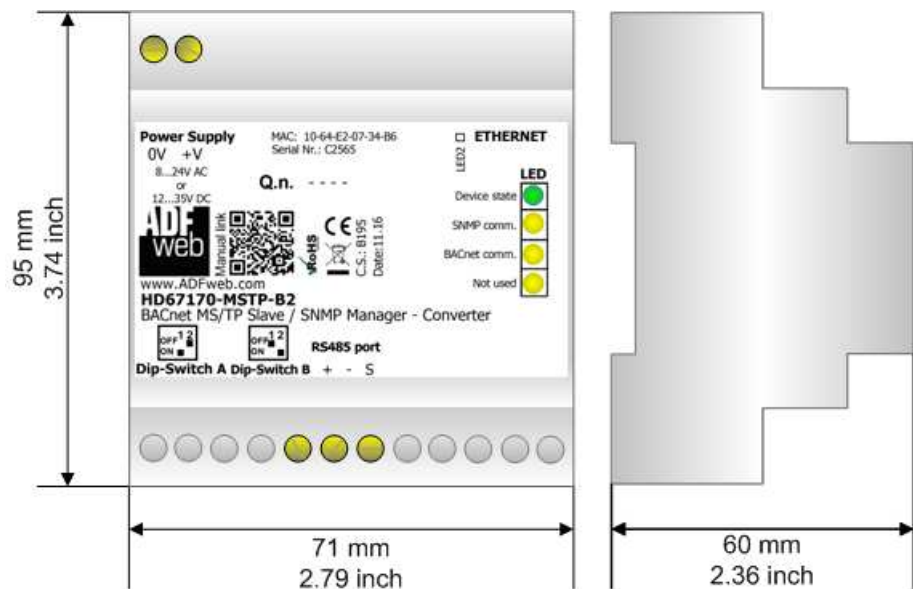 Power Supply
0V +V
8...24V AC
or
12...35V DC
MAC: 10-64-E2-07-34-B6
Serial Nr.: C2565
Q.n. - - - -
LED2
ETHERNET
LED
Device state
SNMP comm.
BACnet comm.
Not used
ADF
web
Manual link
RoHS
CE
C.S.: B195
Date:11.16
www.ADFweb.com
HD67170-MSTP-B2
BACnet MS/TP Slave / SNMP Manager - Converter
OFF 1 2
ON
OFF 1 2
ON
RS485 port
Dip-Switch A Dip-Switch B + - S
95 mm
3.74 inch
71 mm
2.79 inch
60 mm
2.36 inch